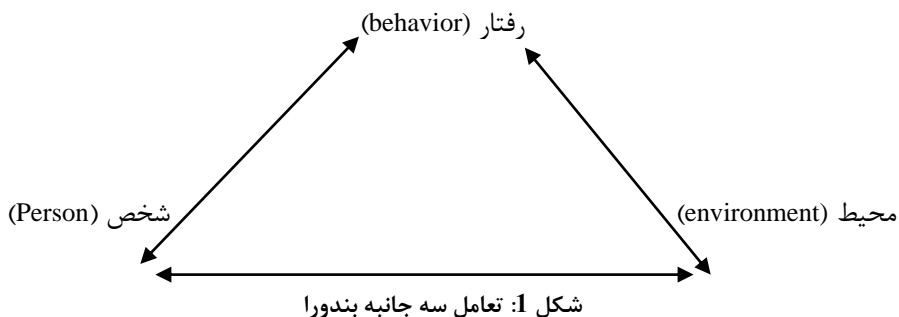 رفتار (behavior)
شخص (Person)
محیط (environment)
شکل 1: تعامل سه جانبه بندورا